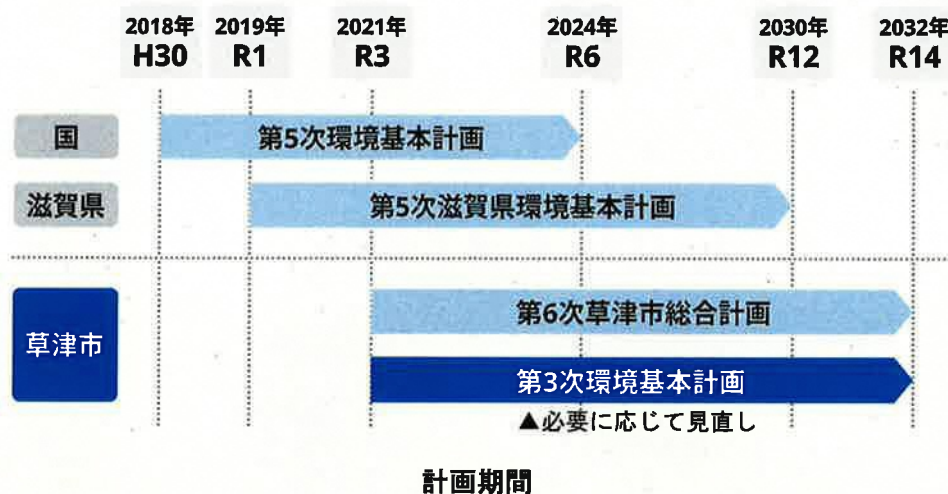 2018年 2019年 2021年 2024年 2030年 2032年
H30 R1 R3 R6 R12 R14
国 第5次環境基本計画
滋賀県 第5次滋賀県環境基本計画
第6次草津市総合計画
草津市
第3次環境基本計画
▲必要に応じて見直し
計画期間